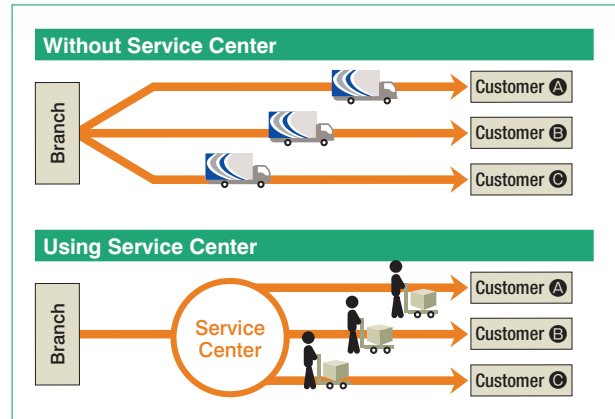 Without Service Center
Branch
Customer A
Customer B
Customer C
Using Service Center
Branch
Service
Center
Customer A
Customer B
Customer C